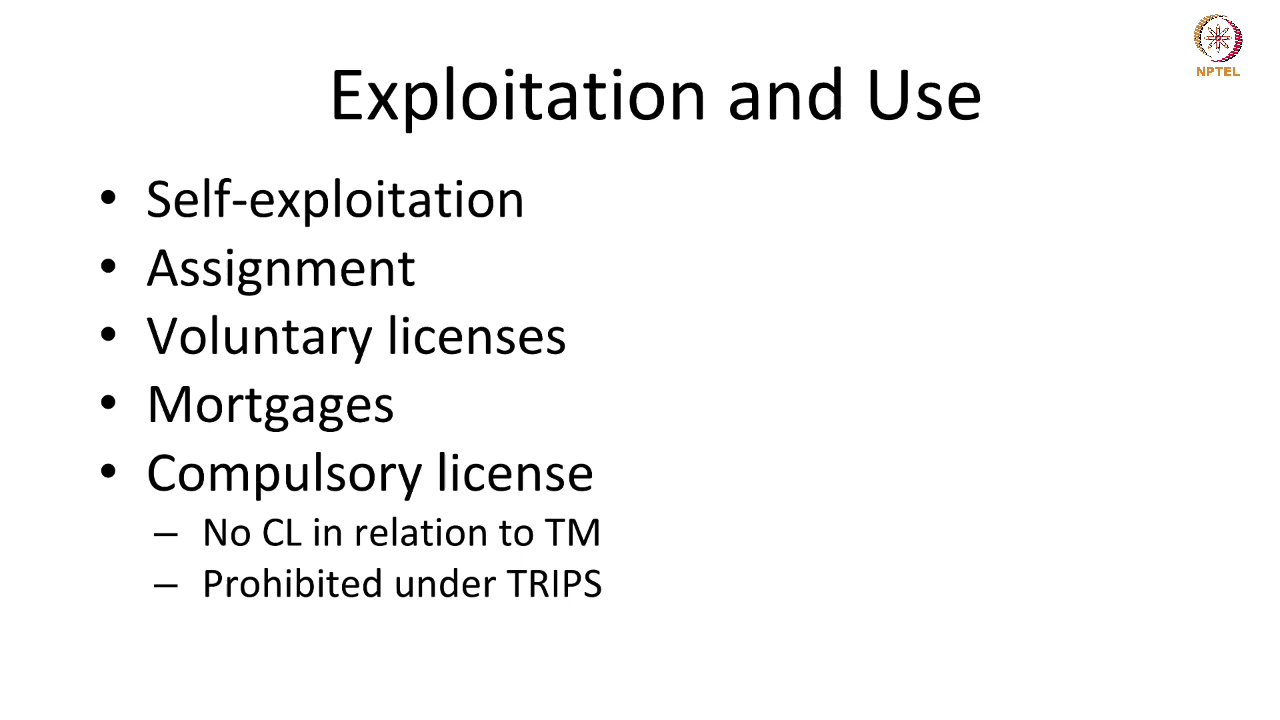 NPTEL
Exploitation and Use
• Self-exploitation
• Assignment
• Voluntary licenses
• Mortgages
• Compulsory license
– No CL in relation to TM
– Prohibited under TRIPS